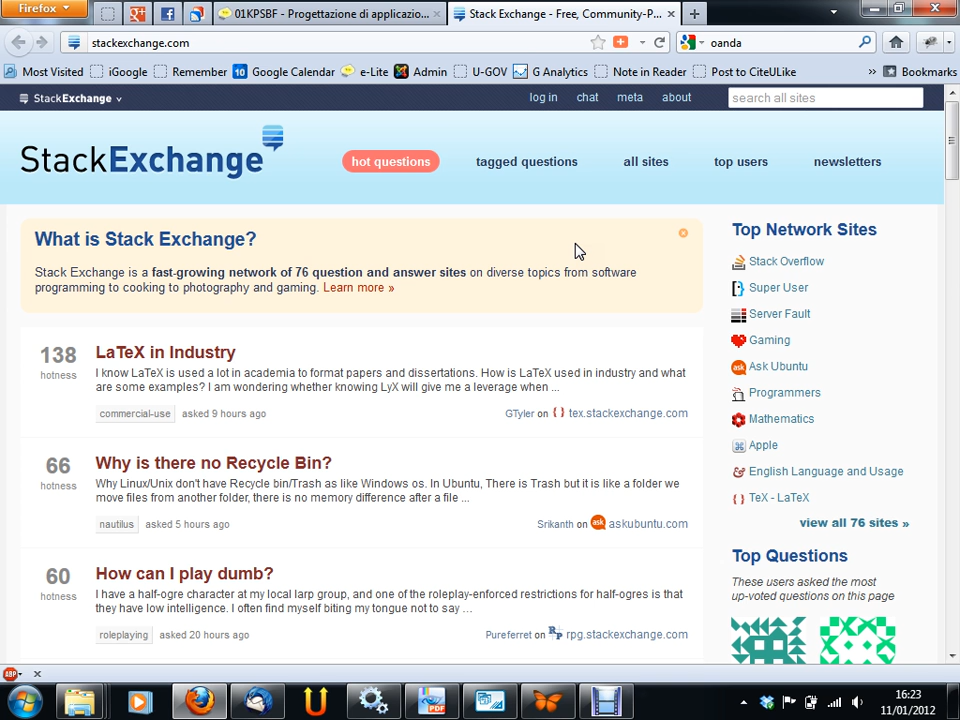 Firefox
01KPSBF - Progettazione di applicazio...
Stack Exchange - Free, Community-P...
stackexchange.com
oanda
Most Visited iGoogle Remember 10 Google Calendar e-Lite Admin U-GOV G Analytics Note in Reader Post to CiteULike » Bookmarks
StackExchange
log in chat meta about
search all sites
StackExchange
hot questions tagged questions all sites top users newsletters
What is Stack Exchange?
Stack Exchange is a fast-growing network of 76 question and answer sites on diverse topics from software
programming to cooking to photography and gaming. Learn more »
138
hotness
LaTeX in Industry
I know LaTeX is used a lot in academia to format papers and dissertations. How is LaTeX used in industry and what
are some examples? I am wondering whether knowing LyX will give me a leverage when ...
commercial-use asked 9 hours ago
GTyler on { } tex.stackexchange.com
66
hotness
Why is there no Recycle Bin?
Why Linux/Unix don't have Recycle bin/Trash as like Windows os. In Ubuntu, There is Trash but it is like a folder we
move files from another folder, there is no memory difference after a file ...
nautilus asked 5 hours ago
Srikanth on ask askubuntu.com
60
hotness
How can I play dumb?
I have a half-ogre character at my local larp group, and one of the roleplay-enforced restrictions for half-ogres is that
they have low intelligence. I often find myself biting my tongue not to say ...
roleplaying asked 20 hours ago
Pureferret on rpg.stackexchange.com
Top Network Sites
Stack Overflow
Super User
Server Fault
Gaming
Ask Ubuntu
Programmers
Mathematics
Apple
English Language and Usage
TeX - LaTeX
view all 76 sites »
Top Questions
These users asked the most
up-voted questions on this page
ABP
PDF
16:23
11/01/2012